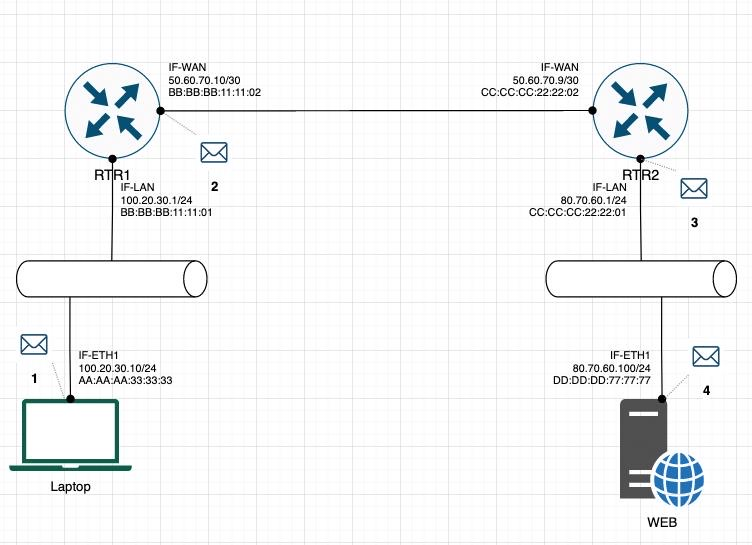 IF-WAN
50.60.70.10/30
BB:BB:BB:11:11:02
IF-WAN
50.60.70.9/30
CC:CC:CC:22:22:02
2
RTR1
IF-LAN
100.20.30.1/24
BB:BB:BB:11:11:01
RTR2
IF-LAN
80.70.60.1/24
CC:CC:CC:22:22:01
3
1
IF-ETH1
100.20.30.10/24
AA:AA:AA:33:33:33
IF-ETH1
80.70.60.100/24
DD:DD:DD:77:77:77
4
Laptop
WEB